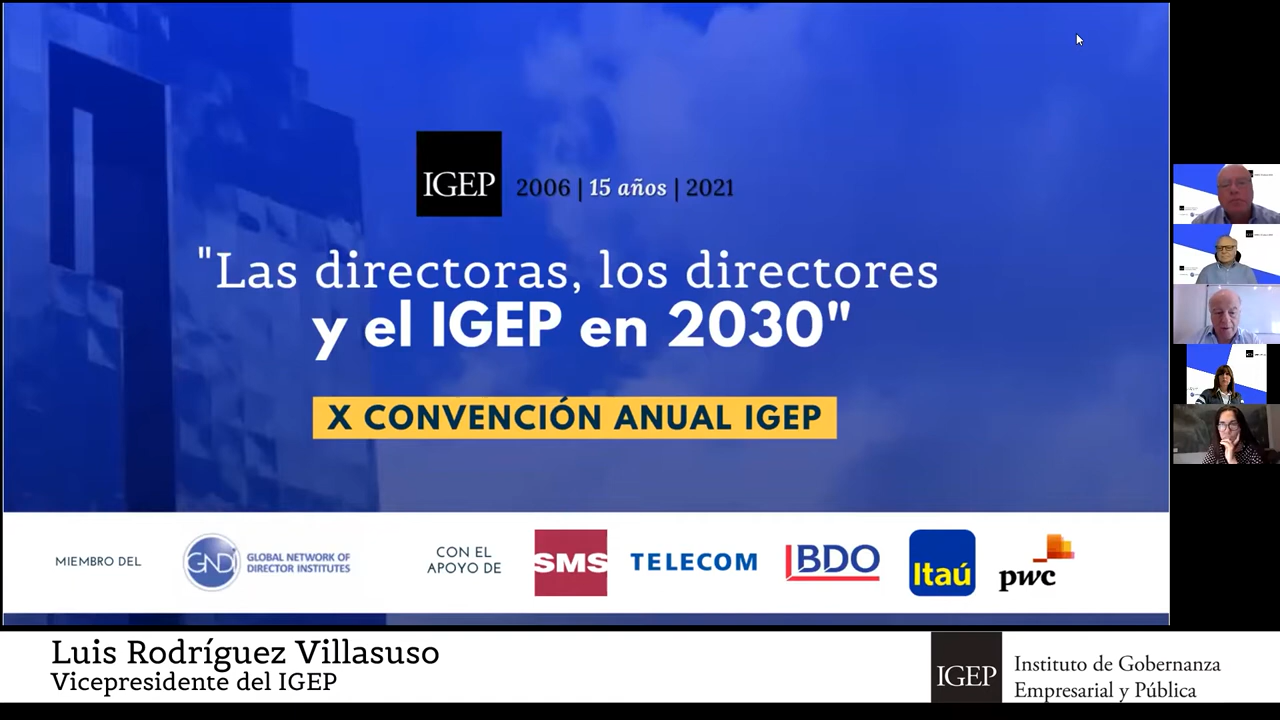 IGEP
2006 | 15 años | 2021
"Las directoras, los directores
y el IGEP en 2030"
X CONVENCIÓN ANUAL IGEP
MIEMBRO DEL
GNDI
GLOBAL NETWORK OF
DIRECTOR INSTITUTES
CON EL
APOYO DE
SMS
TELECOM
BDO
Itaú
pwc
Luis Rodríguez Villasuso
Vicepresidente del IGEP
IGEP
Instituto de Gobernanza
Empresarial y Pública